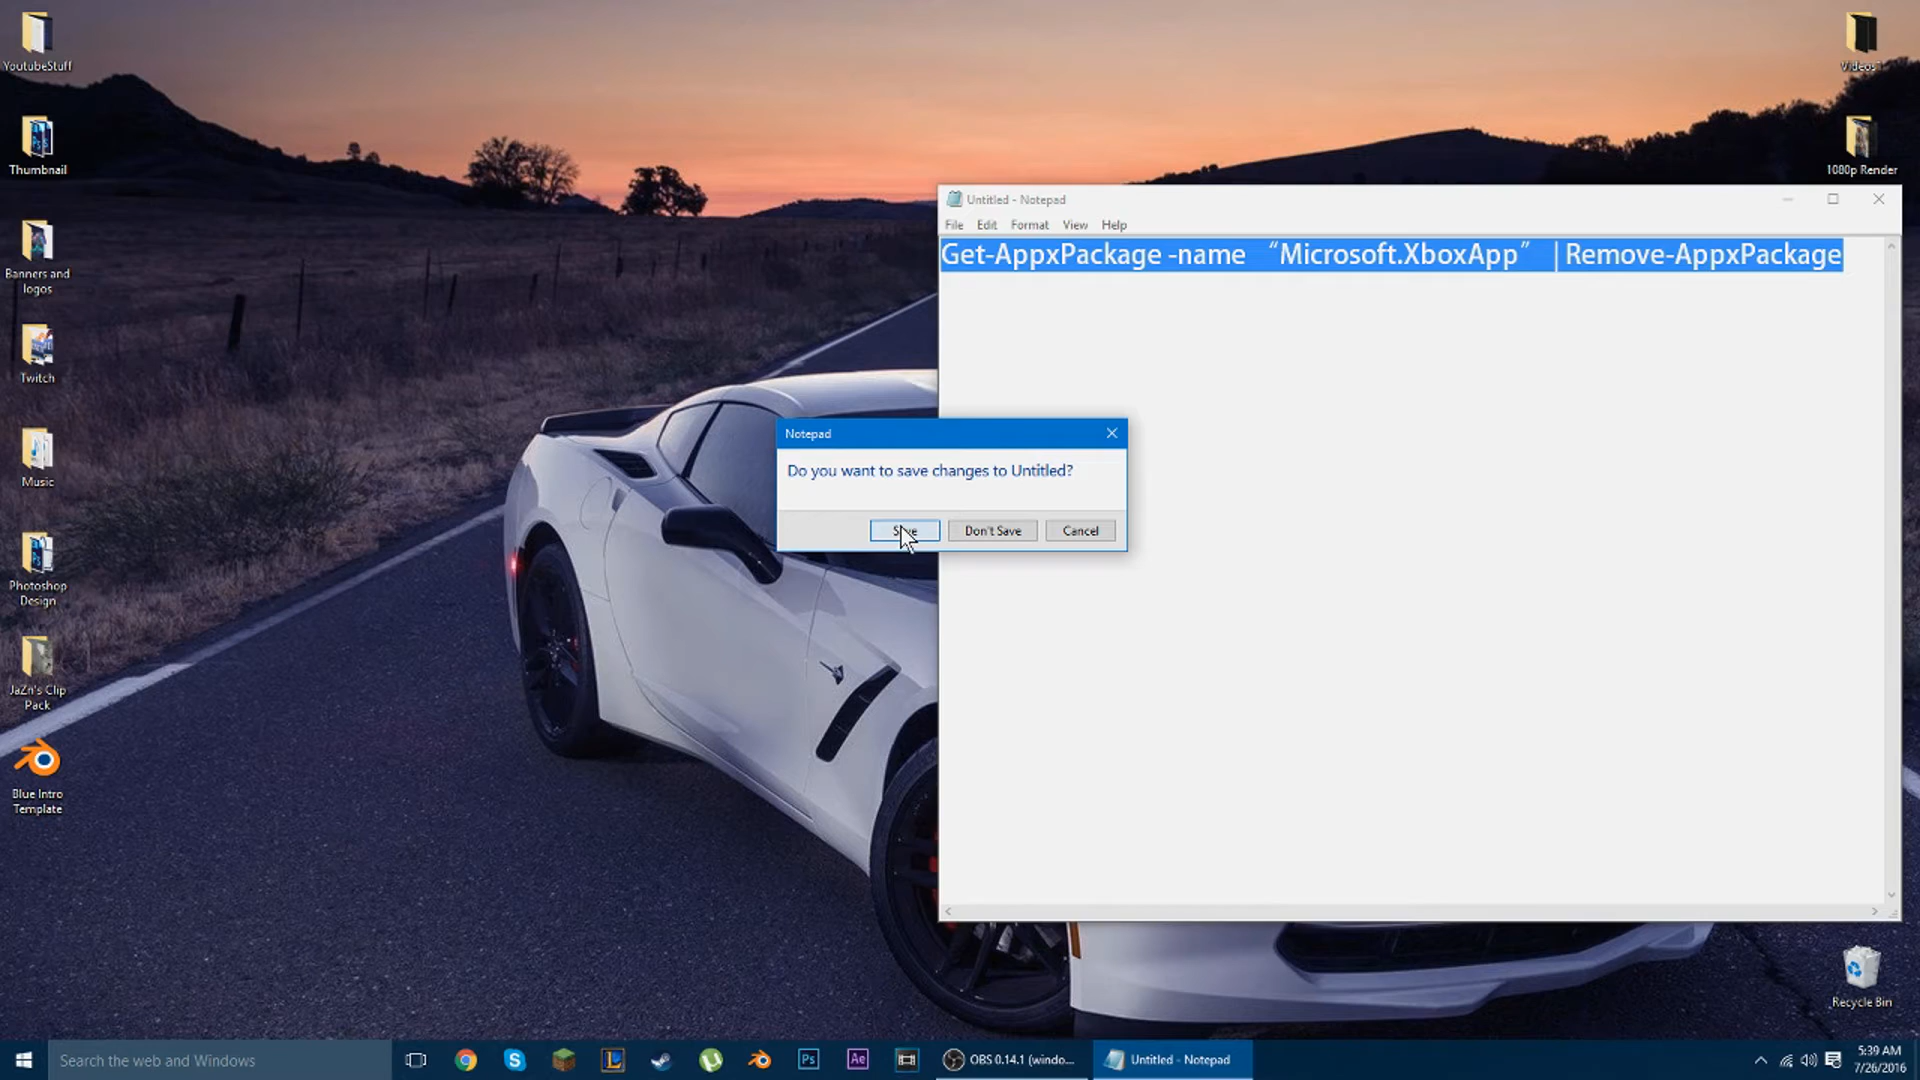 YoutubeStuff
Thumbnail
Banners and
logos
Twitch
Music
Photoshop
Design
JaZn's Clip
Pack
Blue Intro
Template
Videos
1080p Render
Recycle Bin
Untitled - Notepad
File Edit Format View Help
Get-AppxPackage -name “Microsoft.XboxApp” | Remove-AppxPackage
Notepad
Do you want to save changes to Untitled?
Don't Save Cancel
Search the web and Windows
Ps
Ae
OBS 0.14.1 (windo...
Untitled - Notepad
5:39 AM
7/26/2016